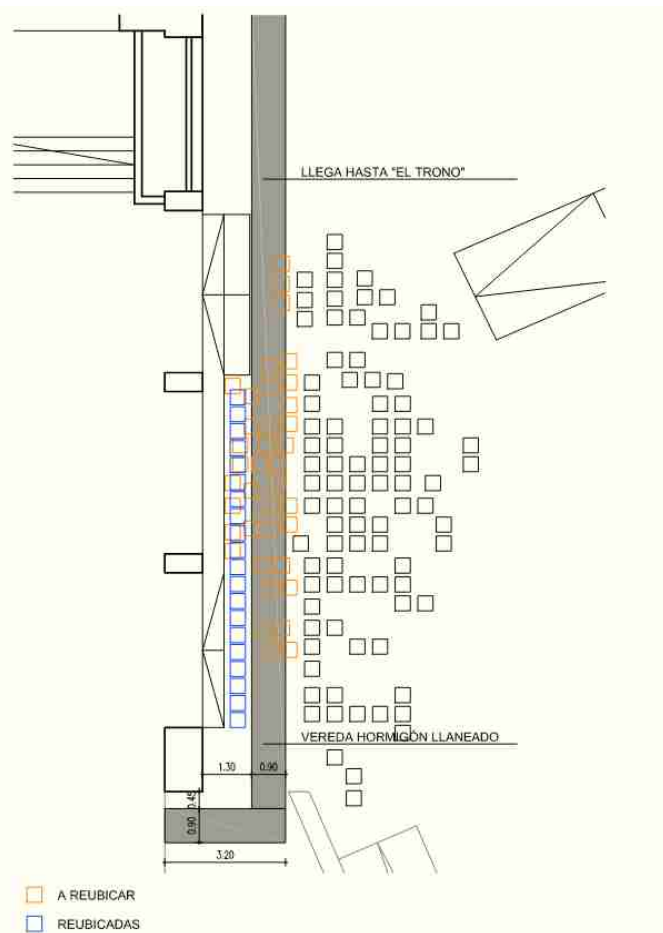 LLEGA HASTA "EL TRONO"
VEREDA HORMIGÓN LLANEADO
1.30
0.90
0.45
0.90
3.20
A REUBICAR
REUBICADAS